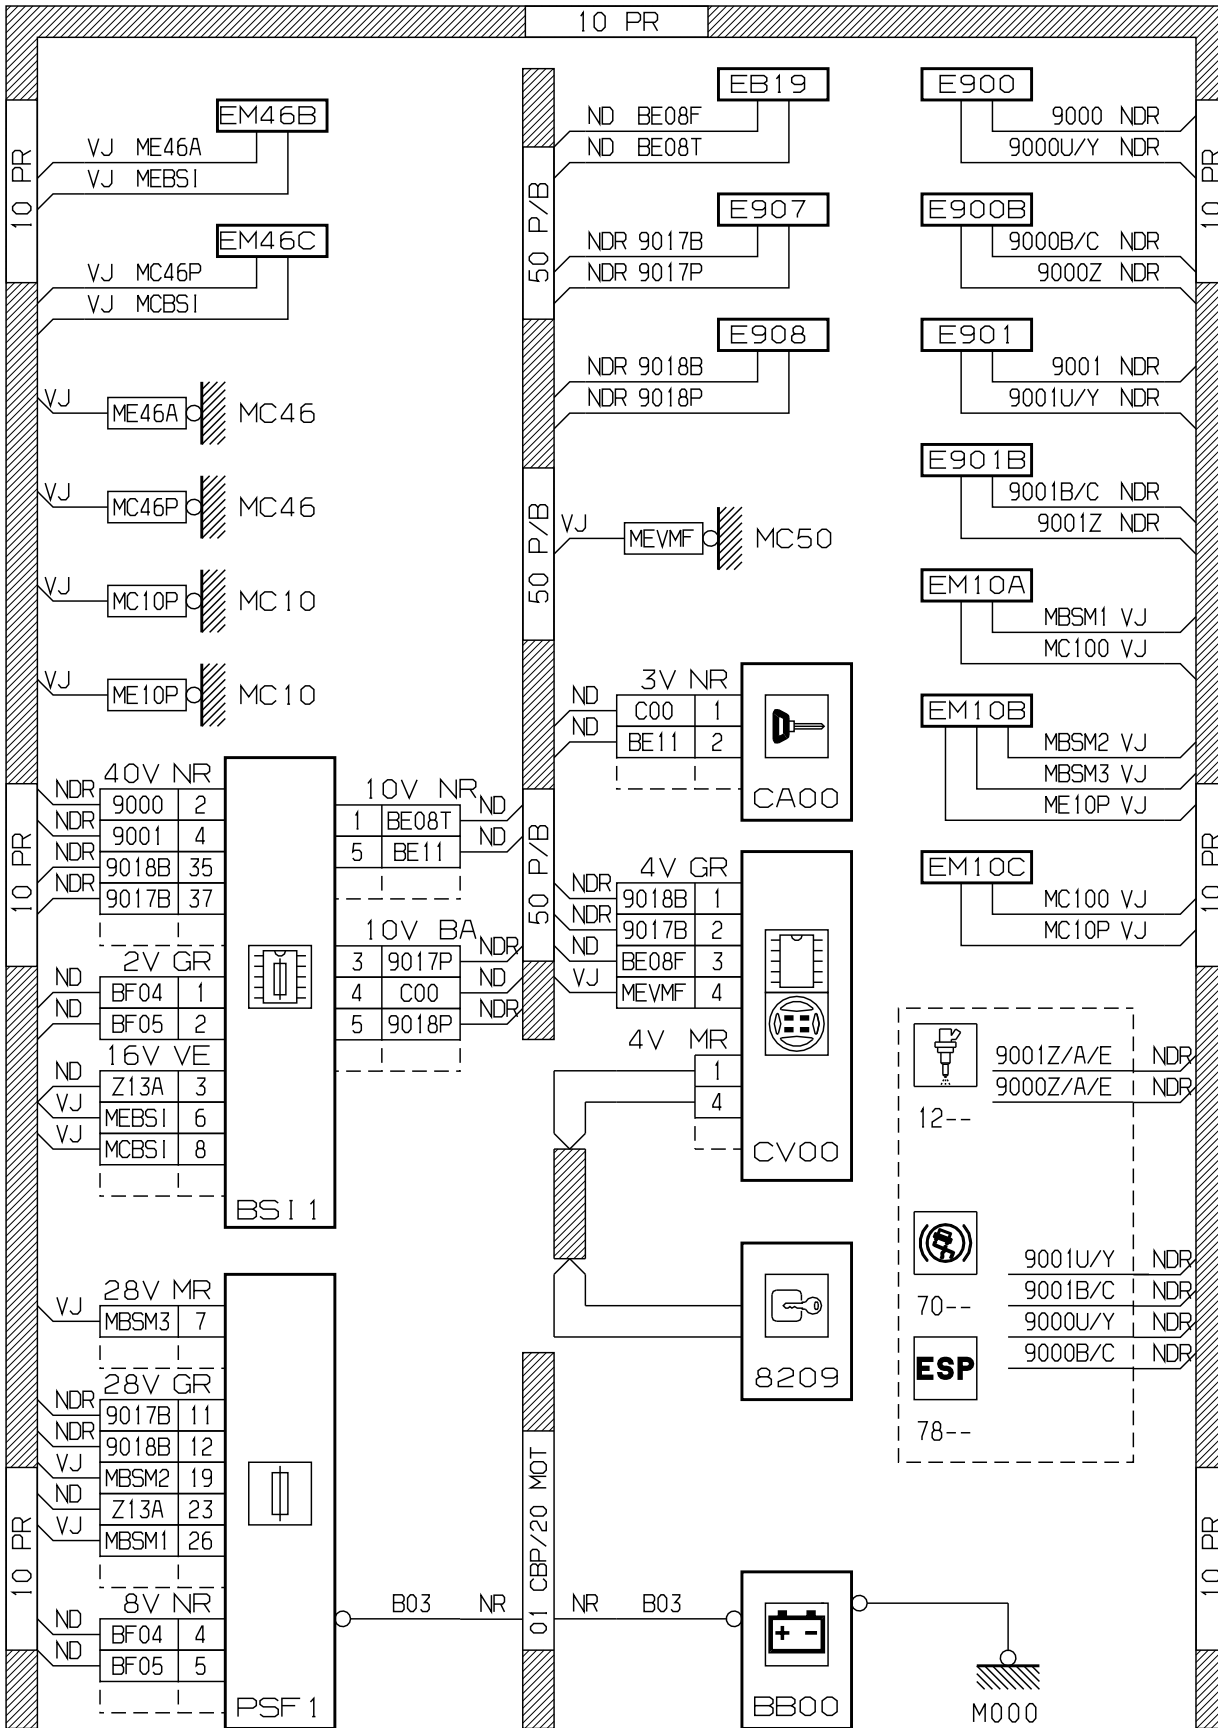 10 PR
EM46B
VJ ME46A
VJ MEBSI
10 PR
EM46C
VJ MC46P
VJ MCBSI
VJ ME46A MC46
VJ MC46P MC46
VJ MC10P MC10
VJ ME10P MC10
EB19
ND BE08F
ND BE08T
50 P/B
E907
NDR 9017B
NDR 9017P
E908
NDR 9018B
NDR 9018P
50 P/B
VJ MEVMF MC50
E900
9000 NDR
9000U/Y NDR
10 PR
E900B
9000B/C NDR
9000Z NDR
E901
9001 NDR
9001U/Y NDR
E901B
9001B/C NDR
9001Z NDR
EM10A
MBSM1 VJ
MC100 VJ
EM10B
MBSM2 VJ
MBSM3 VJ
ME10P VJ
10 PR
EM10C
MC100 VJ
MC10P VJ
3V NR
ND C00 1
ND BE11 2
CA00
10 PR
40V NR
NDR 9000 2
NDR 9001 4
NDR 9018B 35
NDR 9017B 37
2V GR
ND BF04 1
ND BF05 2
16V VE
ND Z13A 3
VJ MEBSI 6
VJ MCBSI 8
BSI1
10V NR
1 BE08T ND
5 BE11 ND
10V BA
3 9017P NDR
4 C00 ND
5 9018P NDR
50 P/B
4V GR
NDR 9018B 1
NDR 9017B 2
ND BE08F 3
VJ MEVMF 4
4V MR
1
4
CV00
9001Z/A/E NDR
9000Z/A/E NDR
12--
9001U/Y NDR
9001B/C NDR
70--
9000U/Y NDR
9000B/C NDR
ESP
78--
8209
28V MR
VJ MBSM3 7
28V GR
NDR 9017B 11
NDR 9018B 12
VJ MBSM2 19
ND Z13A 23
VJ MBSM1 26
10 PR
8V NR
ND BF04 4
ND BF05 5
PSF1
B03 NR
01 CBP/20 MOT
NR B03
+ -
BB00
M000
10 PR